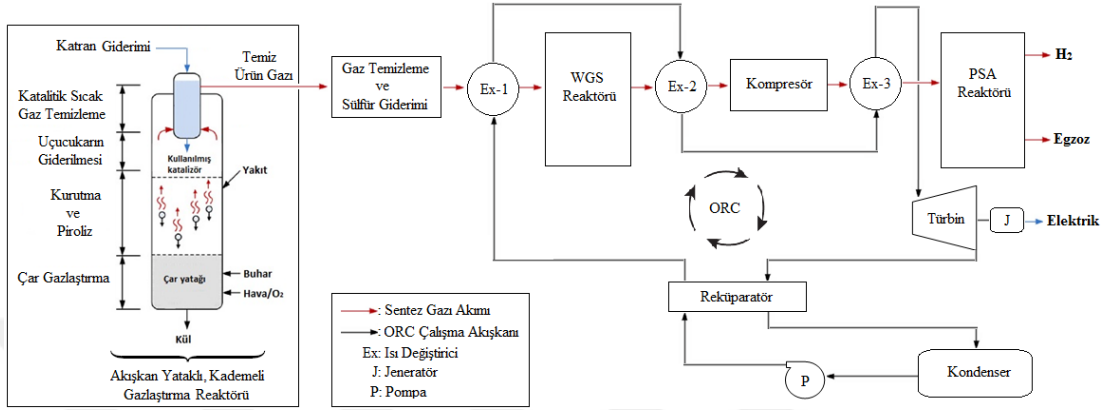 Katran Giderimi
Temiz
Ürün Gazı
Katalitik Sıcak
Gaz Temizleme
Uçucukarın
Giderilmesi
Kullanılmış
katalizör
Yakıt
Kurutma
ve
Piroliz
Çar Gazlaştırma
Çar yatağı
Buhar
Hava/O₂
Kül
Akışkan Yataklı, Kademeli
Gazlaştırma Reaktörü
Gaz Temizleme
ve
Sülfür Giderimi
Ex-1
WGS
Reaktörü
Ex-2
Kompresör
Ex-3
PSA
Reaktörü
H₂
Egzoz
ORC
Türbin
J
Elektrik
Reküparatör
Kondenser
P
: Sentez Gazı Akımı
: ORC Çalışma Akışkanı
Ex: Isı Değiştirici
J: Jeneratör
P: Pompa